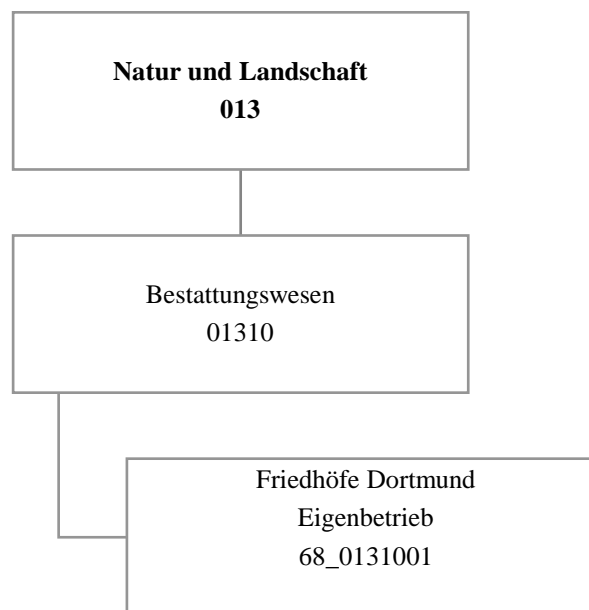 Natur und Landschaft
013
Bestattungswesen
01310
Friedhöfe Dortmund
Eigenbetrieb
68_0131001